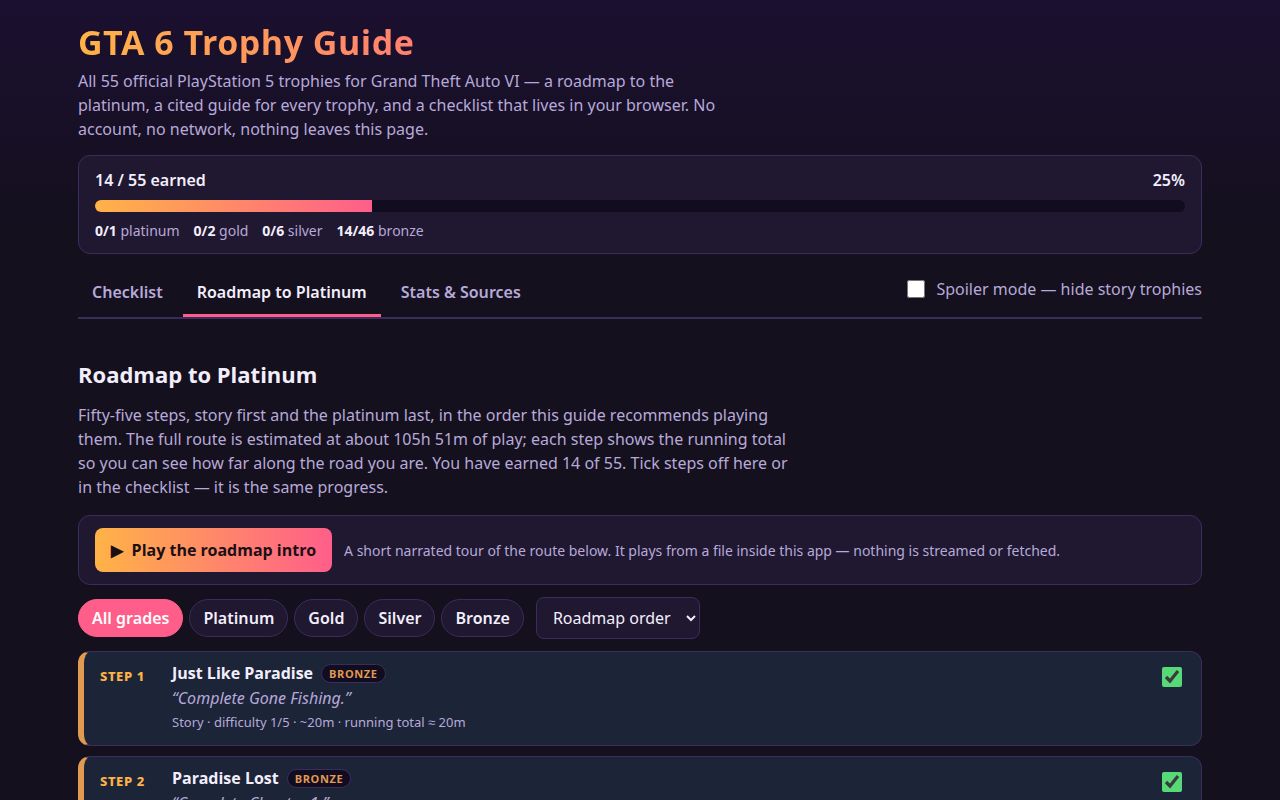 GTA 6 Trophy Guide
All 55 official PlayStation 5 trophies for Grand Theft Auto VI — a roadmap to the
platinum, a cited guide for every trophy, and a checklist that lives in your browser. No
account, no network, nothing leaves this page.
14 / 55 earned 25%
0/1 platinum 0/2 gold 0/6 silver 14/46 bronze
Checklist Roadmap to Platinum Stats & Sources Spoiler mode — hide story trophies
Roadmap to Platinum
Fifty-five steps, story first and the platinum last, in the order this guide recommends playing
them. The full route is estimated at about 105h 51m of play; each step shows the running total
so you can see how far along the road you are. You have earned 14 of 55. Tick steps off here or
in the checklist — it is the same progress.
▶ Play the roadmap intro A short narrated tour of the route below. It plays from a file inside this app — nothing is streamed or fetched.
All grades Platinum Gold Silver Bronze Roadmap order
STEP 1 Just Like Paradise BRONZE
“Complete Gone Fishing.”
Story · difficulty 1/5 · ~20m · running total ≈ 20m
STEP 2 Paradise Lost BRONZE